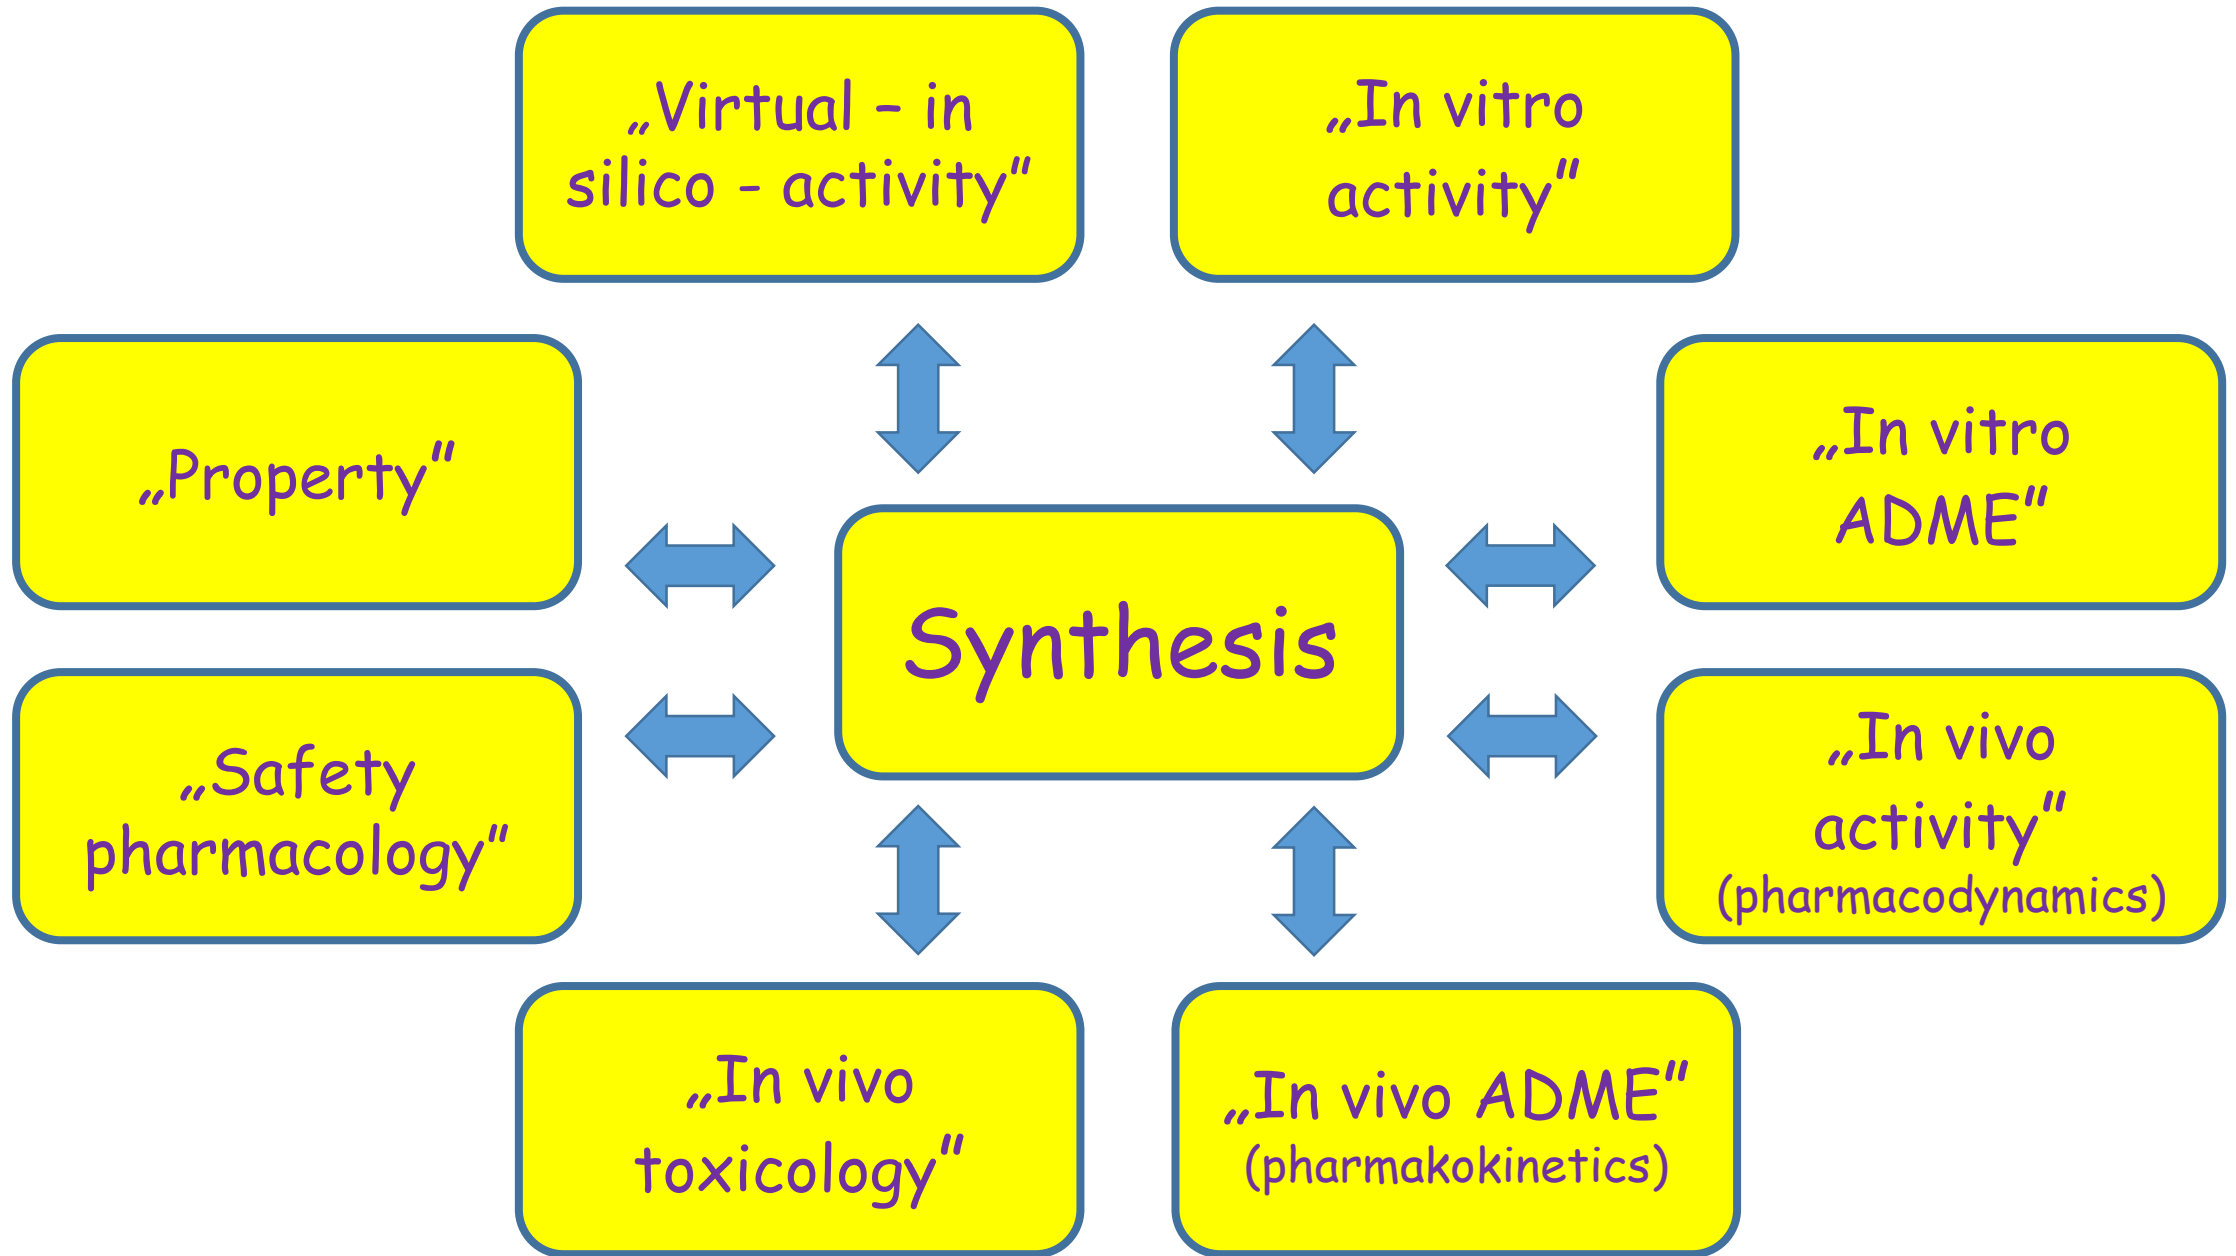 „Virtual – in
silico - activity“
„In vitro
activity“
„Property“
„In vitro
ADME“
Synthesis
„Safety
pharmacology“
„In vivo
activity“
(pharmacodynamics)
„In vivo
toxicology“
„In vivo ADME“
(pharmakokinetics)